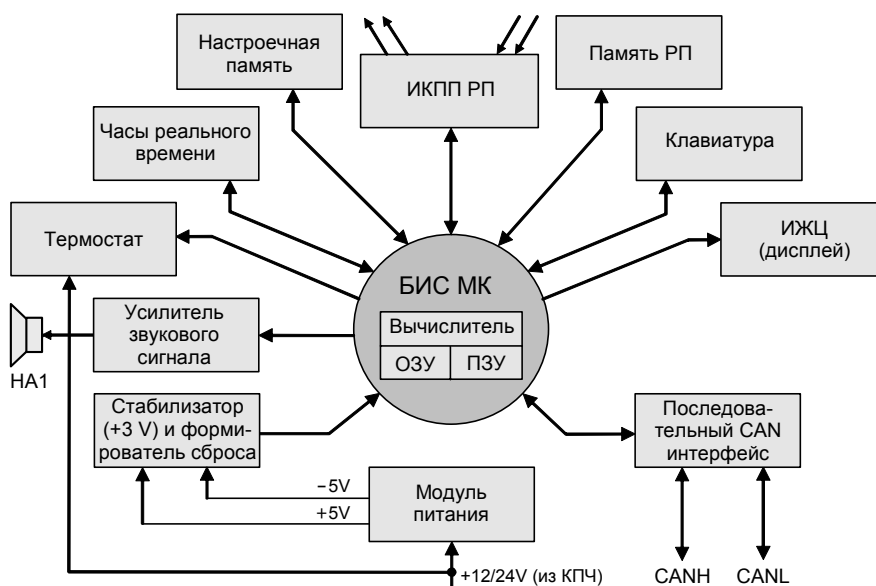 Настроечная
память
ИКПП РП
Память РП
Часы реального
времени
Клавиатура
Термостат
ИЖЦ
(дисплей)
БИС МК
Вычислитель
ОЗУ
ПЗУ
Усилитель
звукового
сигнала
HA1
Стабилизатор
(+3 V) и форми-
рователь сброса
Последова-
тельный CAN
интерфейс
−5V
+5V
Модуль
питания
+12/24V (из КПЧ)
CANH
CANL